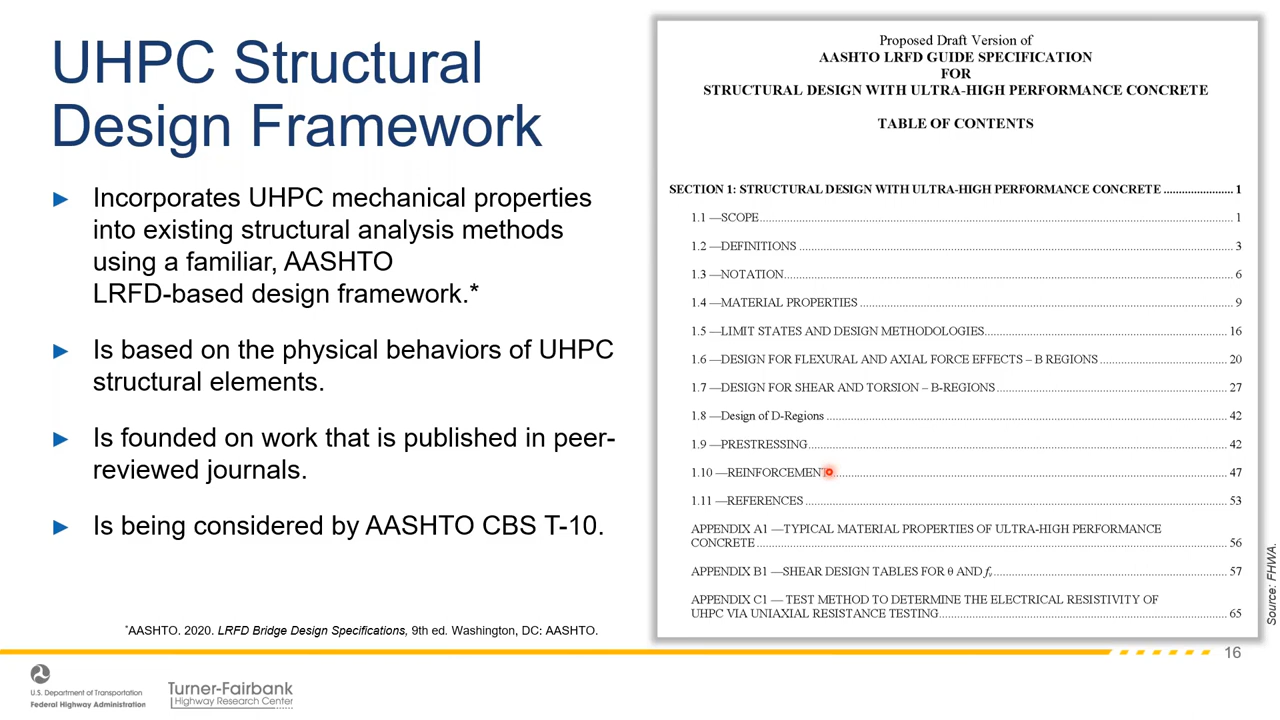 UHPC Structural
Design Framework
► Incorporates UHPC mechanical properties
into existing structural analysis methods
using a familiar, AASHTO
LRFD-based design framework.*
► Is based on the physical behaviors of UHPC
structural elements.
► Is founded on work that is published in peer-
reviewed journals.
► Is being considered by AASHTO CBS T-10.
*AASHTO. 2020. LRFD Bridge Design Specifications, 9th ed. Washington, DC: AASHTO.
Proposed Draft Version of
AASHTO LRFD GUIDE SPECIFICATION
FOR
STRUCTURAL DESIGN WITH ULTRA-HIGH PERFORMANCE CONCRETE
TABLE OF CONTENTS
SECTION 1: STRUCTURAL DESIGN WITH ULTRA-HIGH PERFORMANCE CONCRETE ....................... 1
1.1 —SCOPE ....................... 1
1.2 —DEFINITIONS ....................... 3
1.3 —NOTATION ....................... 6
1.4 —MATERIAL PROPERTIES ....................... 9
1.5 —LIMIT STATES AND DESIGN METHODOLOGIES ....................... 16
1.6 —DESIGN FOR FLEXURAL AND AXIAL FORCE EFFECTS – B REGIONS ....................... 20
1.7 —DESIGN FOR SHEAR AND TORSION – B-REGIONS ....................... 27
1.8 —Design of D-Regions ....................... 42
1.9 —PRESTRESSING ....................... 42
1.10 —REINFORCEMENT ....................... 47
1.11 —REFERENCES ....................... 53
APPENDIX A1 —TYPICAL MATERIAL PROPERTIES OF ULTRA-HIGH PERFORMANCE
CONCRETE ....................... 56
APPENDIX B1 —SHEAR DESIGN TABLES FOR θ AND fv ....................... 57
APPENDIX C1 — TEST METHOD TO DETERMINE THE ELECTRICAL RESISTIVITY OF
UHPC VIA UNIAXIAL RESISTANCE TESTING ....................... 65
Source: FHWA.
16
U.S. Department of Transportation
Federal Highway Administration
Turner-Fairbank
Highway Research Center